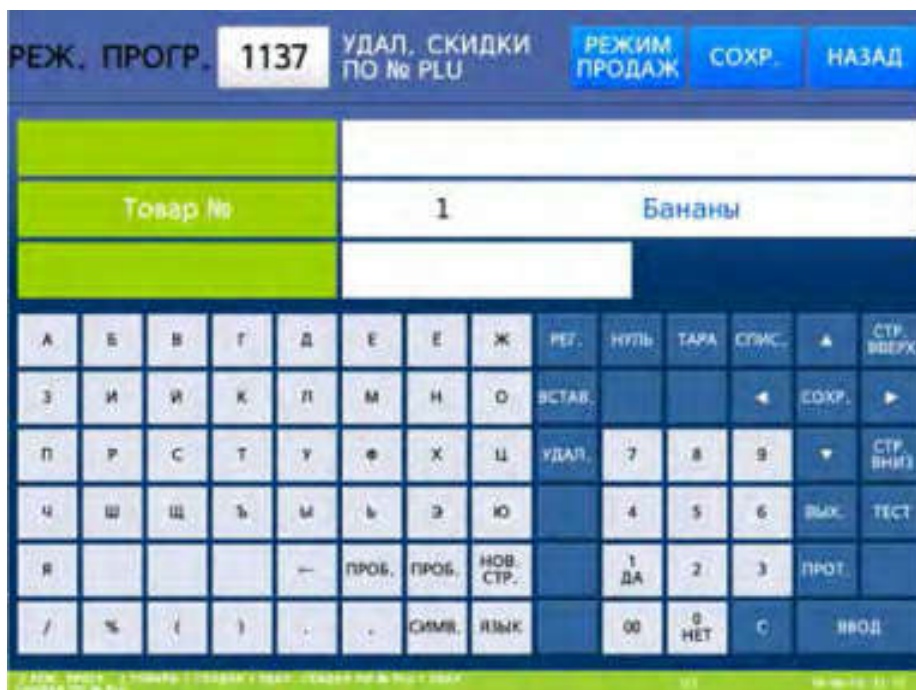 РЕЖ. ПРОГР. 1137 УДАЛ. СКИДКИ ПО № PLU РЕЖИМ ПРОДАЖ СОХР. НАЗАД
Товар № 1 Бананы
А Б В Г Д Е Ё Ж РЕГ. НУЛЬ ТАРА СПИС. ▲ СТР. ВВЕРХ
З И Й К Л М Н О ВСТАВ. ◀ СОХР. ▶
П Р С Т У Ф Х Ц УДАЛ. 7 8 9 ▼ СТР. ВНИЗ
Ч Ш Щ Ъ Ы Ь Э Ю 4 5 6 ВЫХ. ТЕСТ
Я ← ПРОБ. ПРОБ. НОВ. СТР. 1 ДА 2 3 ПРОТ.
/ % ( ) СИМВ. ЯЗЫК 00 0 НЕТ C ВВОД